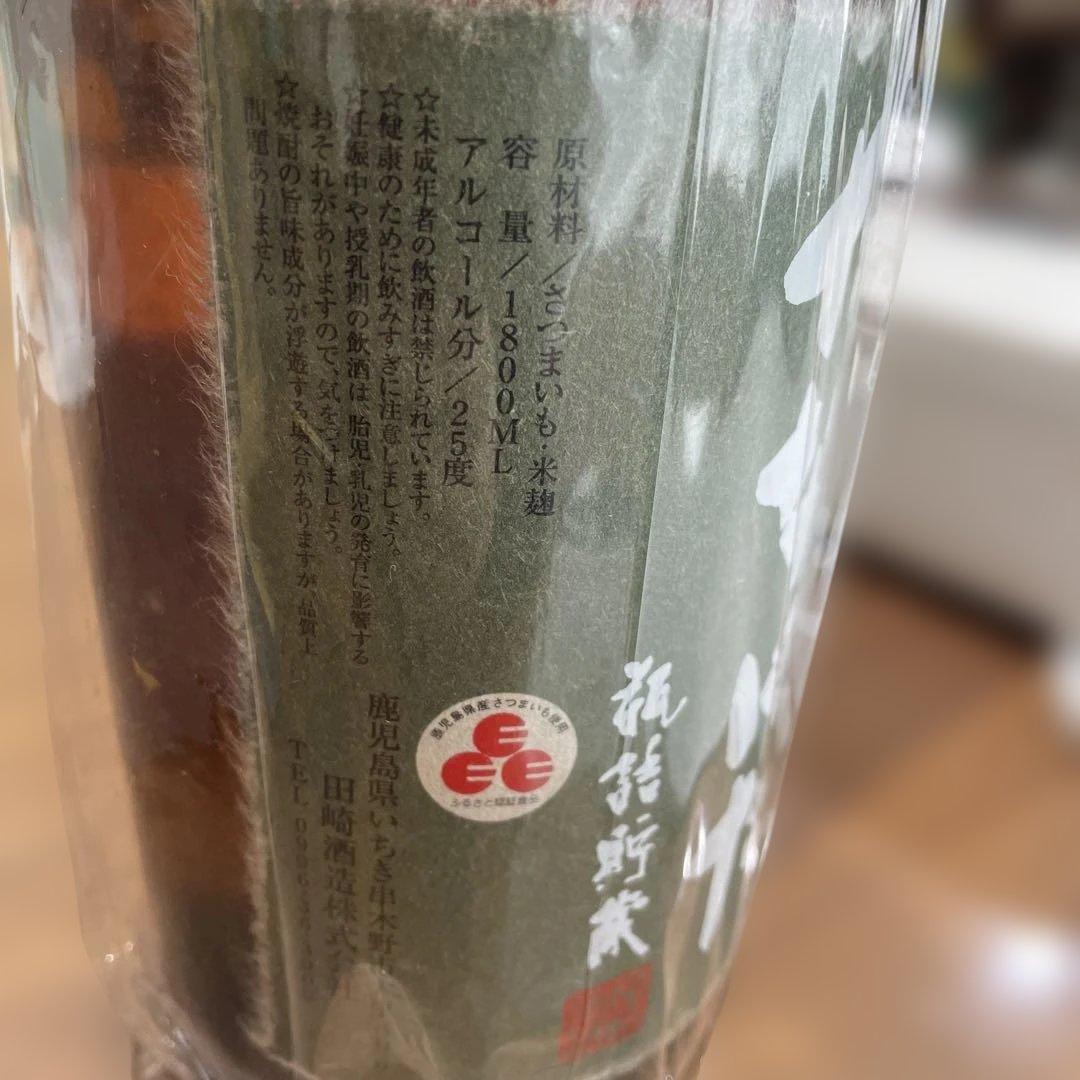 瓶詰貯蔵
原材料/さつまいも・米麹
容 量/1800ML
アルコール分/25度
☆未成年者の飲酒は禁じられています。
☆健康のために飲みすぎに注意しましょう。
☆妊娠中や授乳期の飲酒は、胎児・乳児の発育に影響する
おそれがありますので、気をつけましょう。
☆焼酎の旨味成分が浮遊する場合がありますが、品質上
問題ありません。
鹿児島県産さつまいも使用
ふるさと認証食品
鹿児島県いちき串木野
田崎酒造株式会
TEL 0996